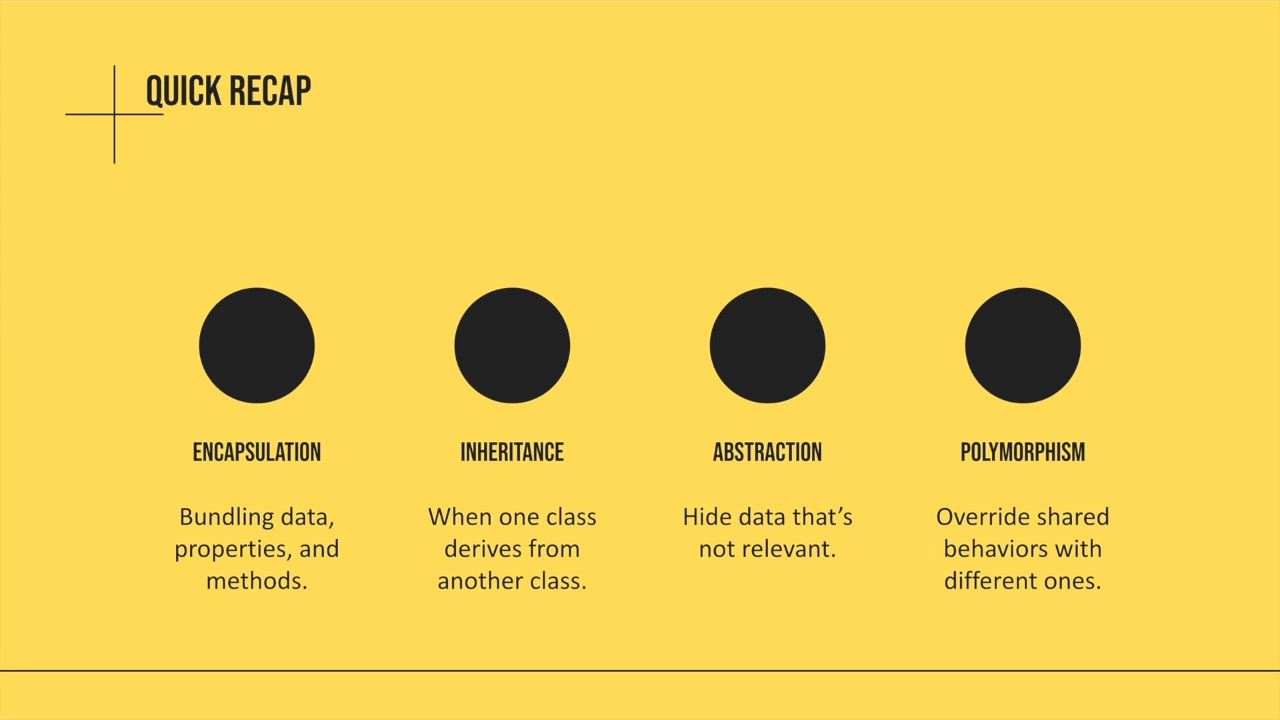 QUICK RECAP
ENCAPSULATION
Bundling data,
properties, and
methods.
INHERITANCE
When one class
derives from
another class.
ABSTRACTION
Hide data that’s
not relevant.
POLYMORPHISM
Override shared
behaviors with
different ones.